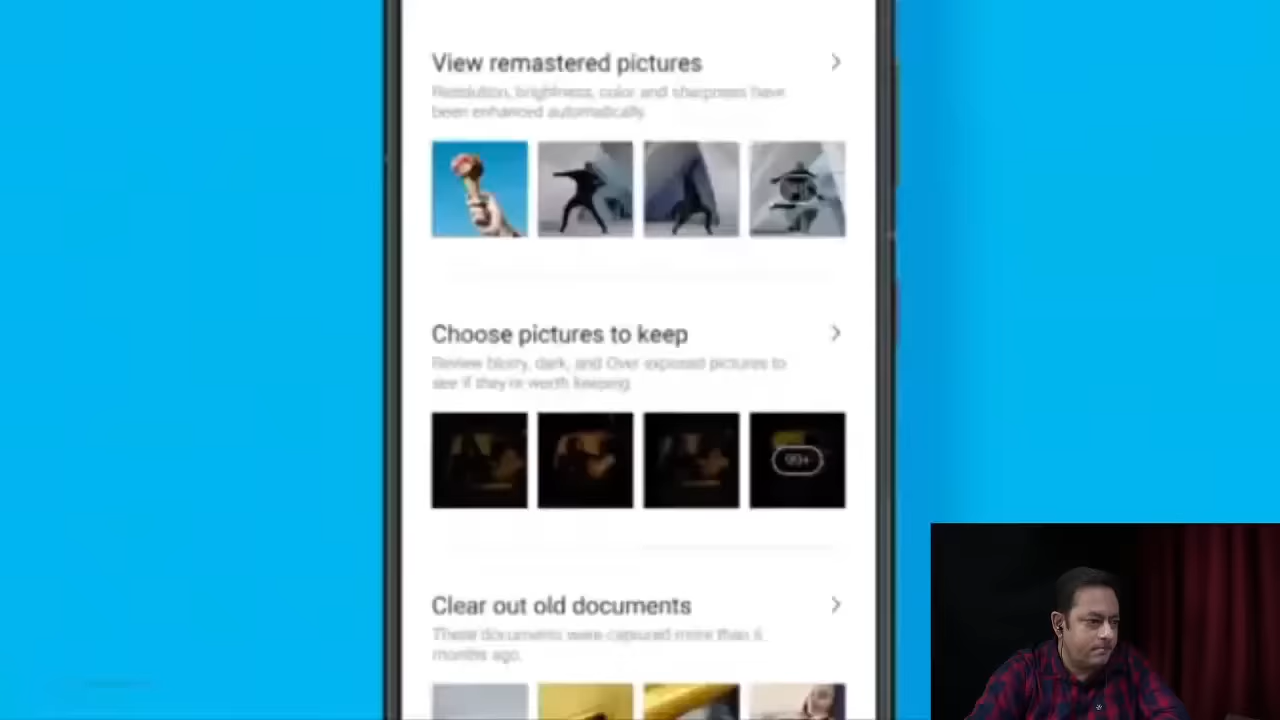 View remastered pictures
Resolution, brightness, color and sharpness have
been enhanced automatically.
Choose pictures to keep
Review blurry, dark, and Over exposed pictures to
see if they're worth keeping
99+
Clear out old documents
These documents were captured more than 6
months ago.